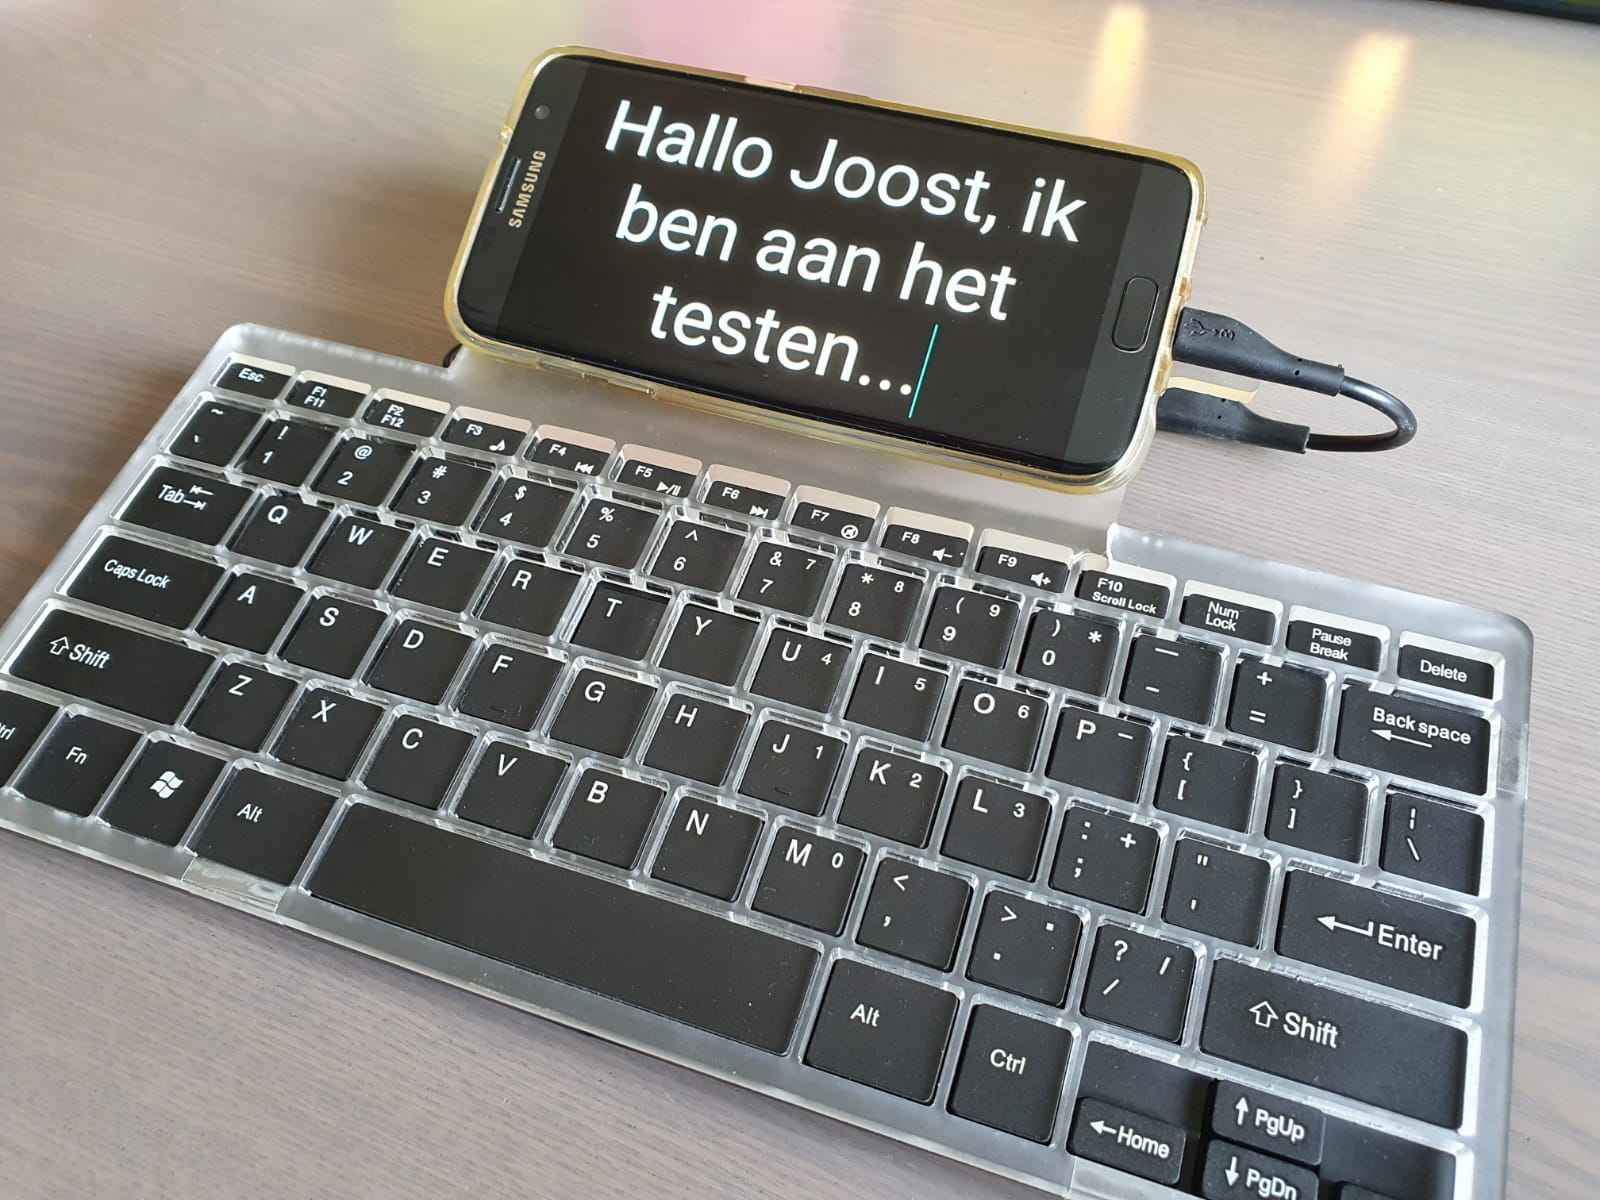 SAMSUNG
Hallo Joost, ik
ben aan het
testen...
Esc F1 F11 F2 F12 F3 F4 F5 F6 F7 F8 F9 F10 Scroll Lock Num Lock Pause Break Delete
~ ` ! 1 @ 2 # 3 $ 4 % 5 ^ 6 & 7 7 * 8 8 ( 9 9 ) 0 * — - + = Back space
Tab Q W E R T Y U 4 I 5 O 6 P - { [ } ] ¦ \
Caps Lock A S D F G H J 1 K 2 L 3 : ; + " ' Enter
Shift Z X C V B N M 0 < , > . . ? / / Shift
Fn Alt Alt Ctrl Home PgUp
PgDn